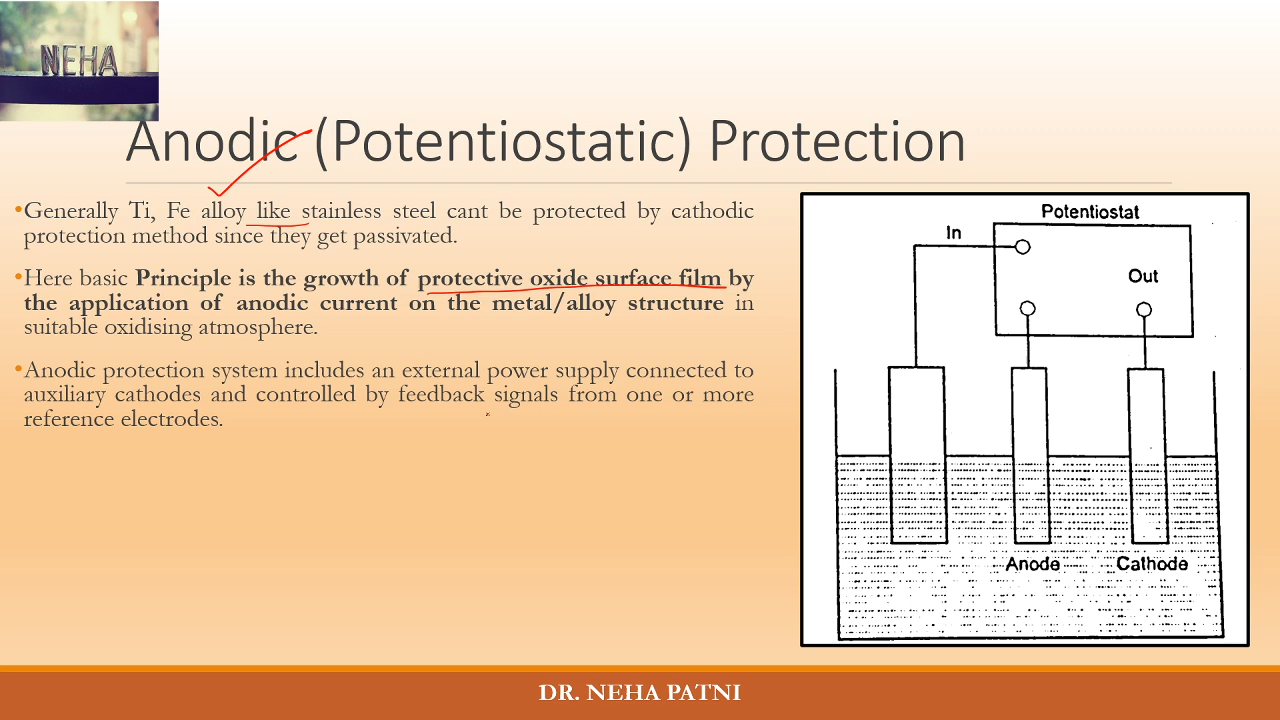 NEHA
Anodic (Potentiostatic) Protection
•Generally Ti, Fe alloy like stainless steel cant be protected by cathodic
protection method since they get passivated.
•Here basic Principle is the growth of protective oxide surface film by
the application of anodic current on the metal/alloy structure in
suitable oxidising atmosphere.
•Anodic protection system includes an external power supply connected to
auxiliary cathodes and controlled by feedback signals from one or more
reference electrodes.
Potentiostat
In
Out
Anode
Cathode
DR. NEHA PATNI